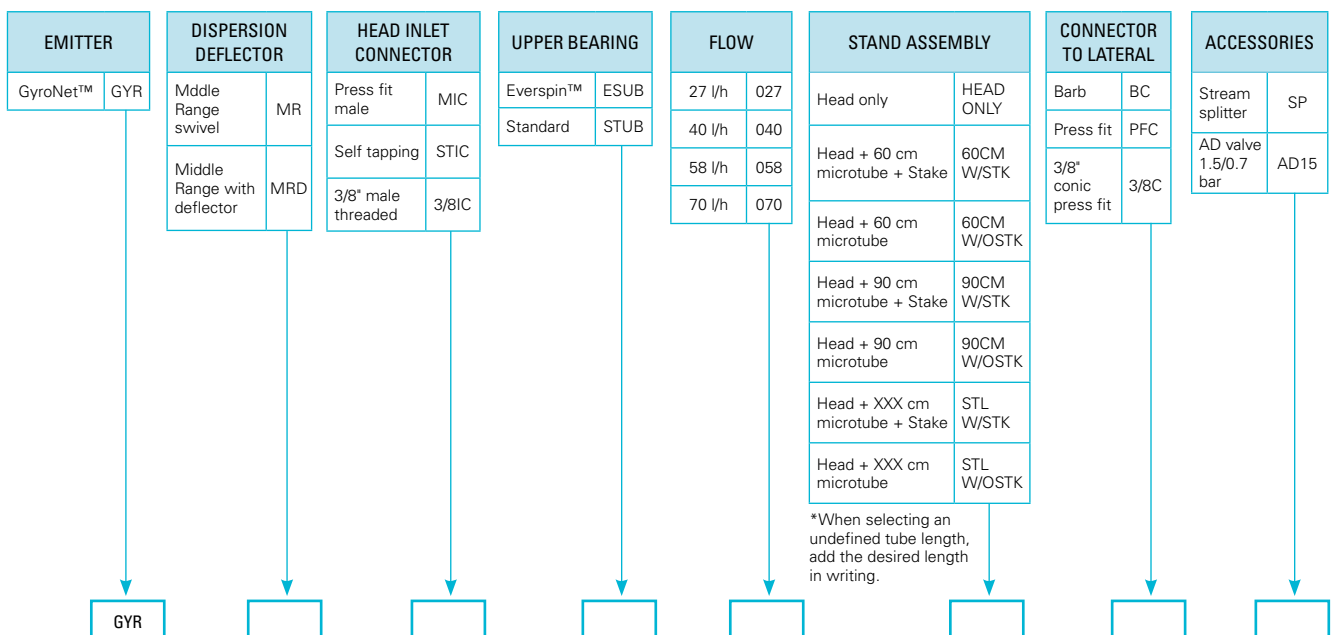 EMITTER
GyroNet™ GYR
DISPERSION
DEFLECTOR
Mddle
Range
swivel
MR
Middle
Range with
deflector
MRD
HEAD INLET
CONNECTOR
Press fit
male
MIC
Self tapping STIC
3/8" male
threaded
3/8IC
UPPER BEARING
Everspin™ ESUB
Standard STUB
FLOW
27 l/h 027
40 l/h 040
58 l/h 058
70 l/h 070
STAND ASSEMBLY
Head only
HEAD
ONLY
Head + 60 cm
microtube + Stake
60CM
W/STK
Head + 60 cm
microtube
60CM
W/OSTK
Head + 90 cm
microtube + Stake
90CM
W/STK
Head + 90 cm
microtube
90CM
W/OSTK
Head + XXX cm
microtube + Stake
STL
W/STK
Head + XXX cm
microtube
STL
W/OSTK
*When selecting an
undefined tube length,
add the desired length
in writing.
CONNECTOR
TO LATERAL
Barb BC
Press fit PFC
3/8"
conic
press fit
3/8C
ACCESSORIES
Stream
splitter
SP
AD valve
1.5/0.7
bar
AD15
GYR